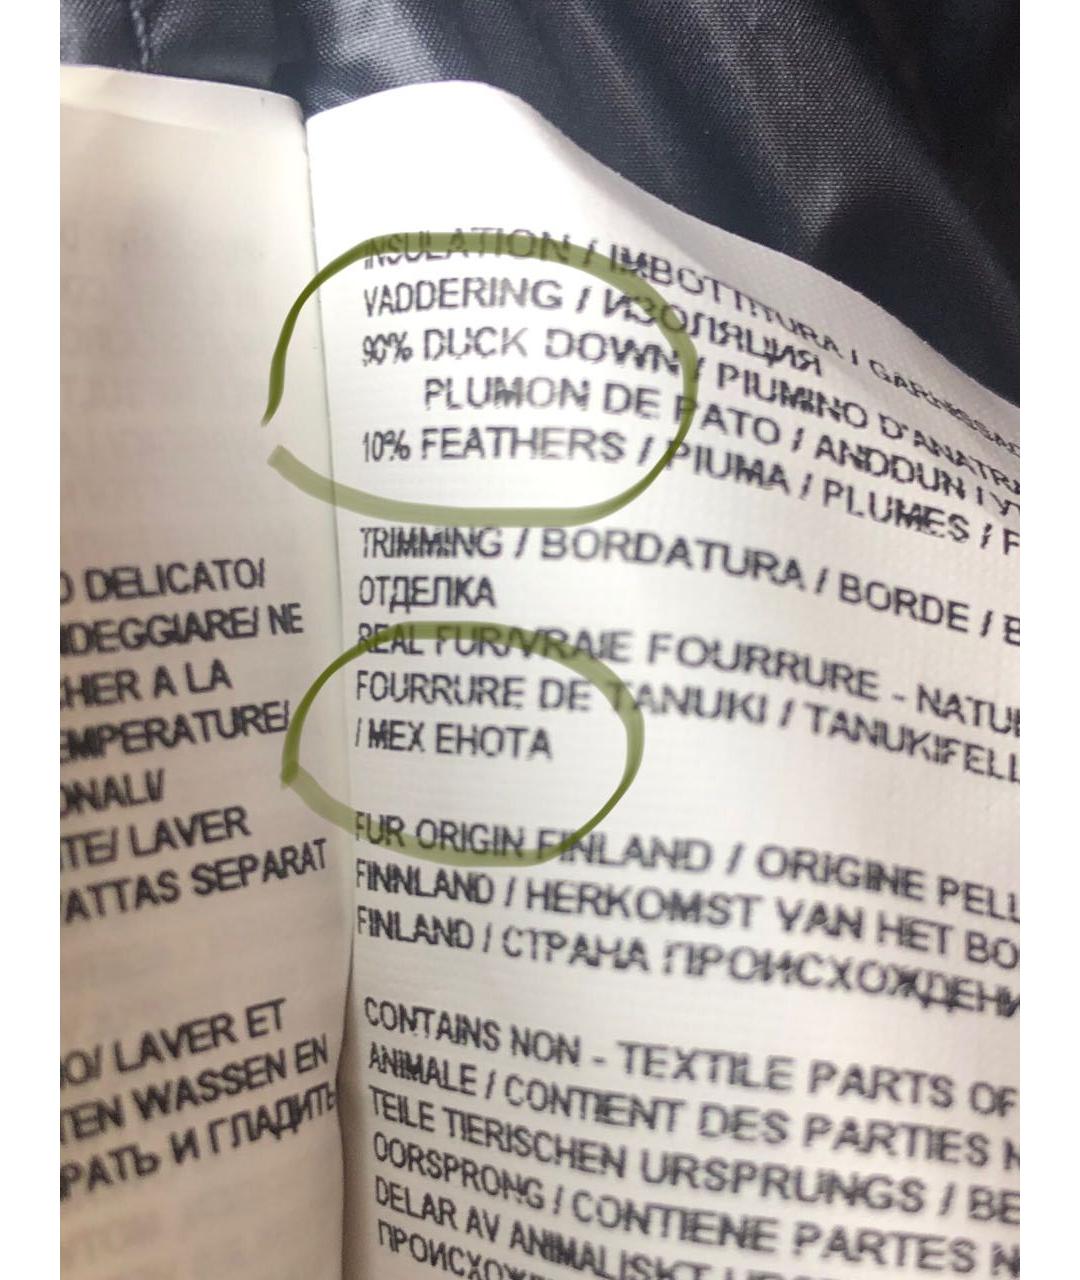 D DELICATO/
DEGGIARE/ NE
HER A LA
EMPERATURE/
ONALI/
TE/ LAVER
ATTAS SEPARAT
O/ LAVER ET
TEN WASSEN EN
РАТЬ И ГЛАДИТЬ
INSULATION / IMBOTTITURA / GARNISSAG
VADDERING / ИЗОЛЯЦИЯ
90% DUCK DOWN / PIUMINO D'ANATRA
PLUMON DE PATO / ANDDUN / У
10% FEATHERS / PIUMA / PLUMES / F
TRIMMING / BORDATURA / BORDE / B
ОТДЕЛКА
REAL FUR/VRAIE FOURRURE - NATU
FOURRURE DE TANUKI / TANUKIFELL
/ МЕХ ЕНОТА
FUR ORIGIN FINLAND / ORIGINE PELL
FINNLAND / HERKOMST VAN HET BO
FINLAND / СТРАНА ПРОИСХОЖДЕНИ
CONTAINS NON - TEXTILE PARTS OF
ANIMALE / CONTIENT DES PARTIES N
TEILE TIERISCHEN URSPRUNGS / BE
OORSPRONG / CONTIENE PARTES N
DELAR AV ANIMALISKT
ПРОИСХОЖ